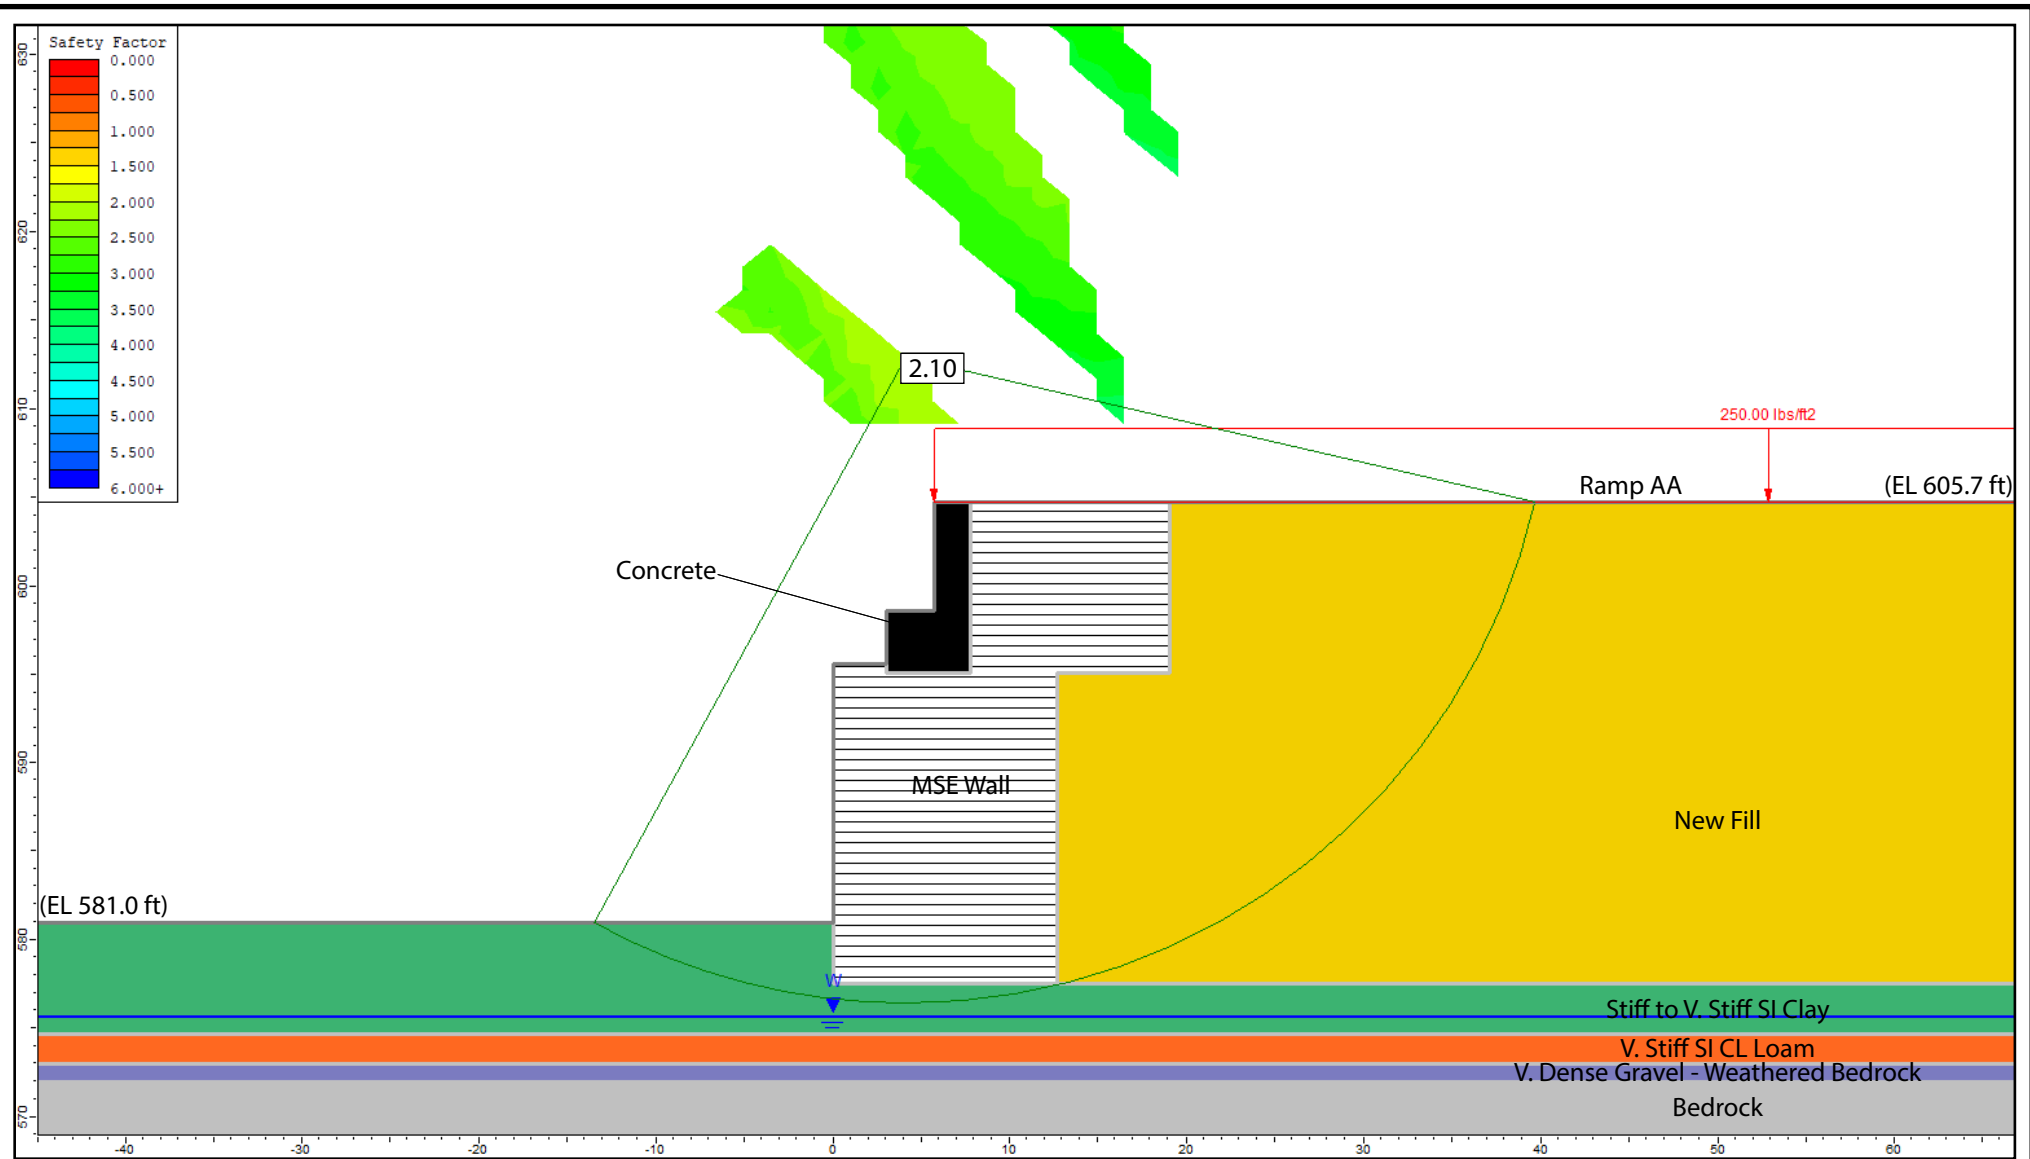 Safety Factor
0.000
0.500
1.000
1.500
2.000
2.500
3.000
3.500
4.000
4.500
5.000
5.500
6.000+
630
620
610
600
590
580
570
2.10
250.00 lbs/ft2
Ramp AA
(EL 605.7 ft)
Concrete
MSE Wall
New Fill
(EL 581.0 ft)
W
Stiff to V. Stiff SI Clay
V. Stiff SI CL Loam
V. Dense Gravel - Weathered Bedrock
Bedrock
-40 -30 -20 -10 0 10 20 30 40 50 60